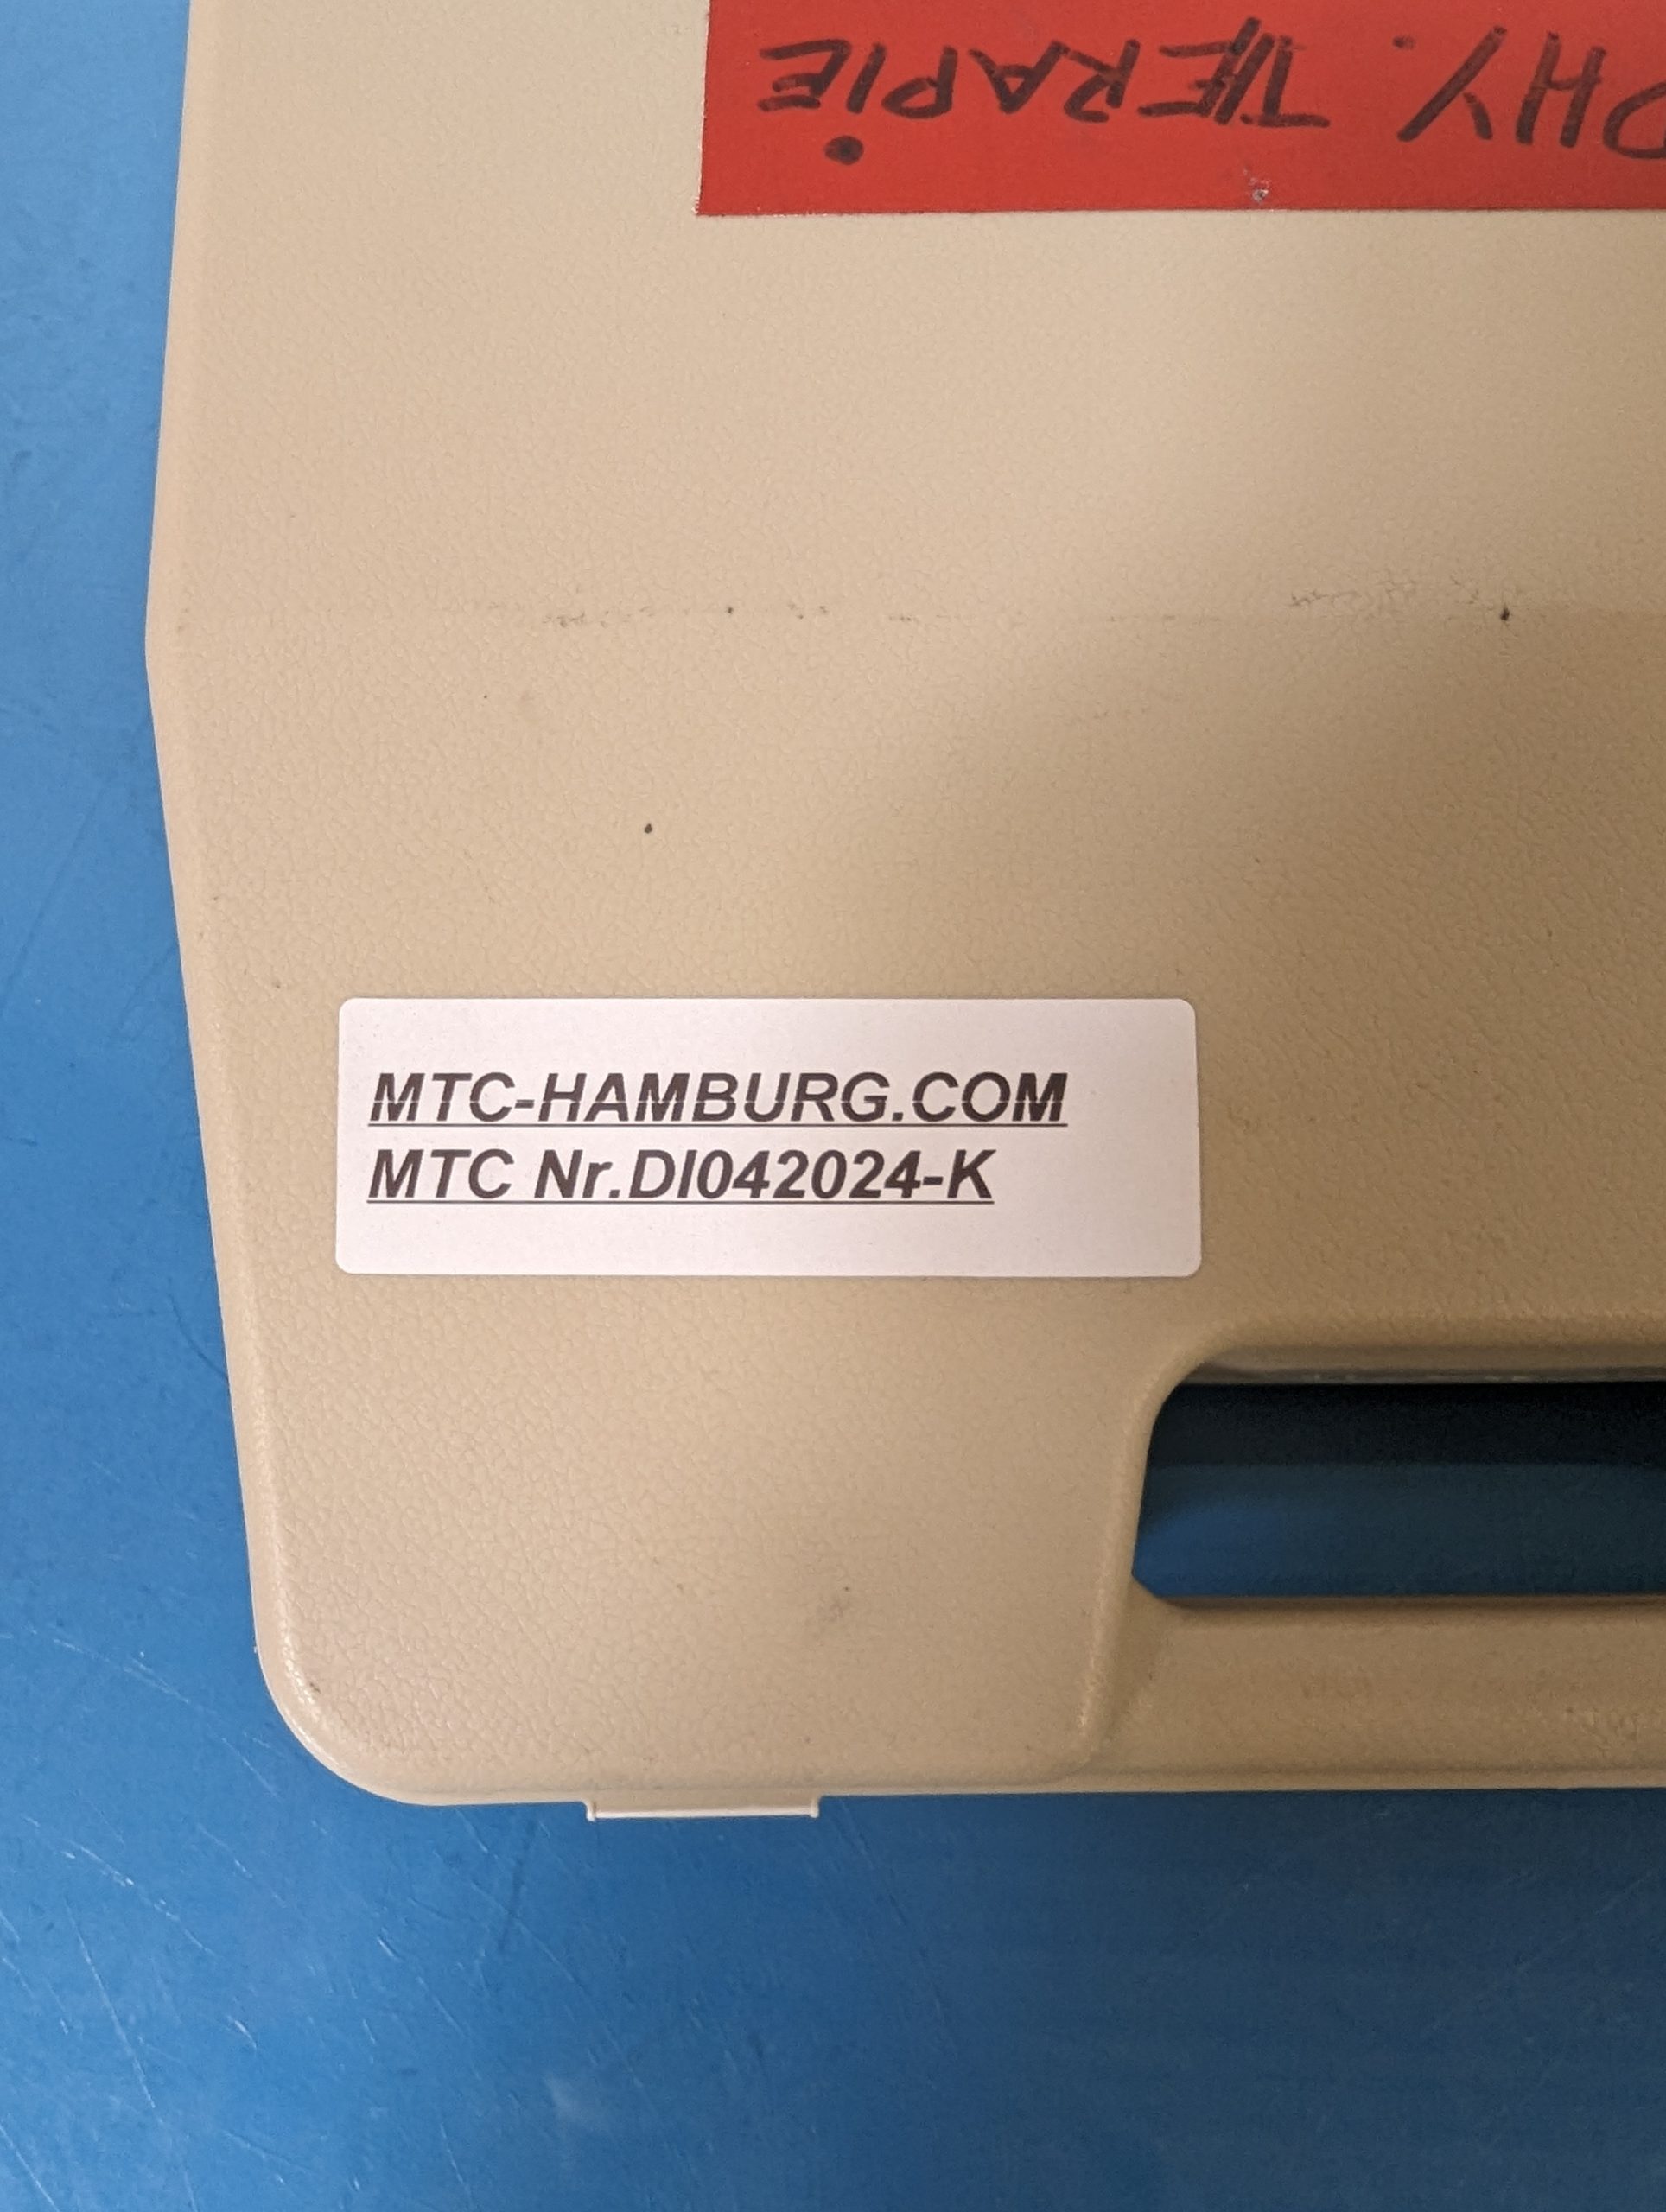 PHY. TERAPIE
MTC-HAMBURG.COM
MTC Nr.DI042024-K